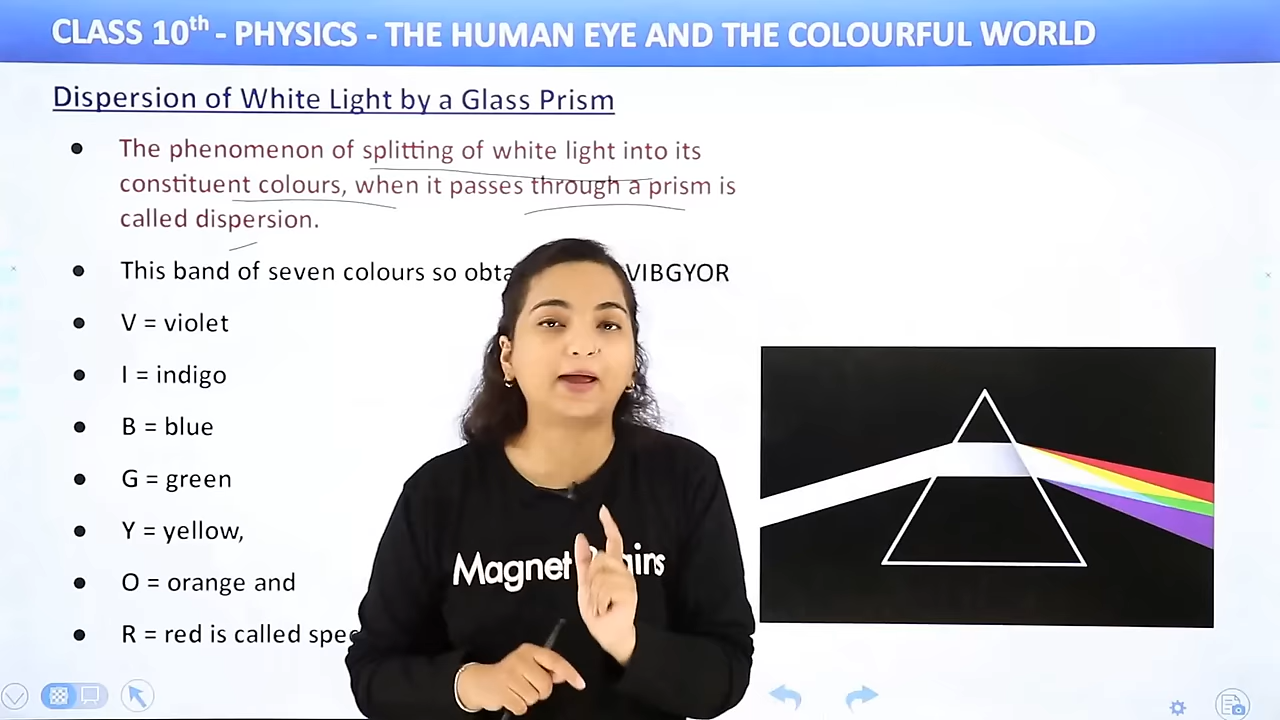 CLASS 10th - PHYSICS - THE HUMAN EYE AND THE COLOURFUL WORLD
Dispersion of White Light by a Glass Prism
● The phenomenon of splitting of white light into its
constituent colours, when it passes through a prism is
called dispersion.
● This band of seven colours so VIBGYOR
● V = violet
● I = indigo
● B = blue
● G = green
● Y = yellow,
● O = orange and
● R = red is called
Magnet